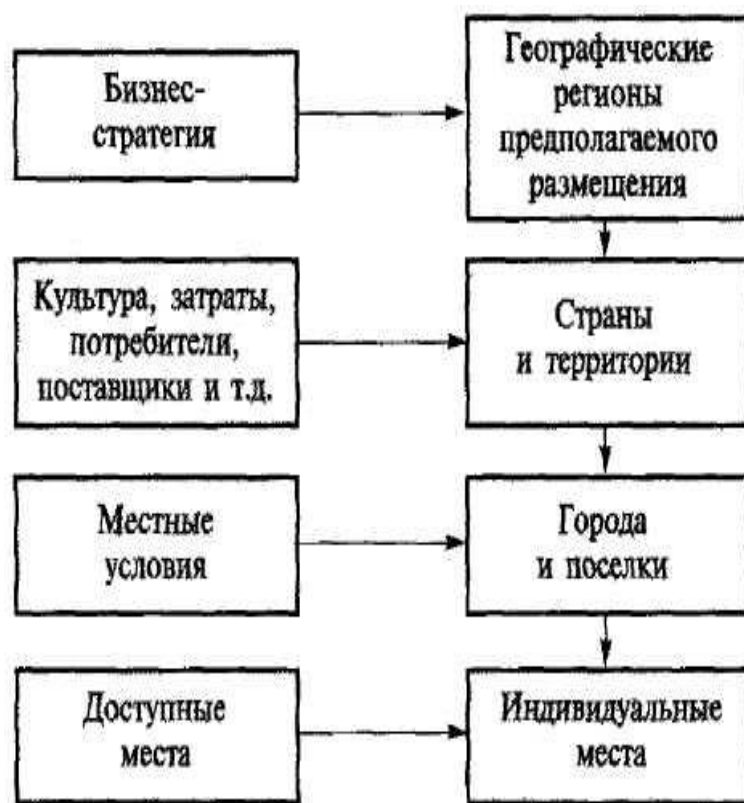 Бизнес-
стратегия
Географические
регионы
предполагаемого
размещения
Культура, затраты,
потребители,
поставщики и т.д.
Страны
и территории
Местные
условия
Города
и поселки
Доступные
места
Индивидуальные
места